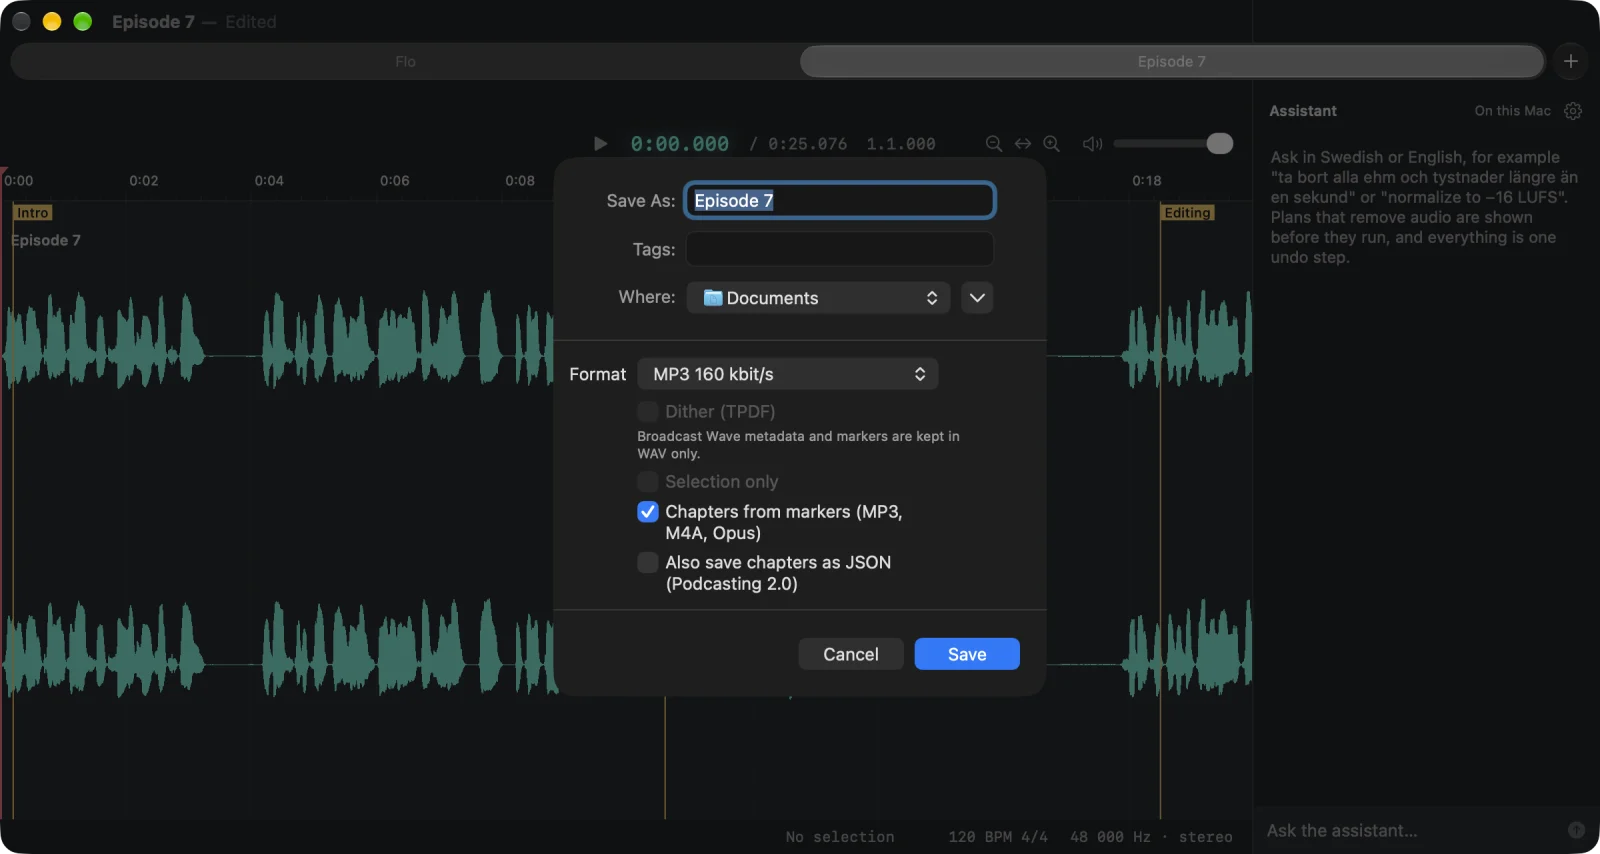 Episode 7 — Edited
Flo
Episode 7
Assistant
On this Mac
0:00.000 / 0:25.076 1.1.000
0:00
0:02
0:04
0:06
0:08
0:18
Intro
Editing
Episode 7
Ask in Swedish or English, for example
"ta bort alla ehm och tystnader längre än
en sekund" or "normalize to −16 LUFS".
Plans that remove audio are shown
before they run, and everything is one
undo step.
Save As: Episode 7
Tags:
Where: Documents
Format MP3 160 kbit/s
Dither (TPDF)
Broadcast Wave metadata and markers are kept in
WAV only.
Selection only
Chapters from markers (MP3,
M4A, Opus)
Also save chapters as JSON
(Podcasting 2.0)
Cancel
Save
No selection
120 BPM 4/4
48 000 Hz · stereo
Ask the assistant...